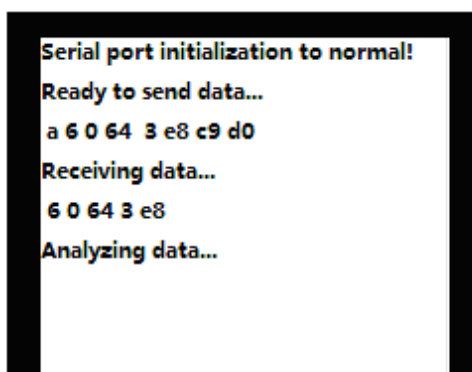 Serial port initialization to normal!
Ready to send data...
a 6 0 64 3 e8 c9 d0
Receiving data...
6 0 64 3 e8
Analyzing data...